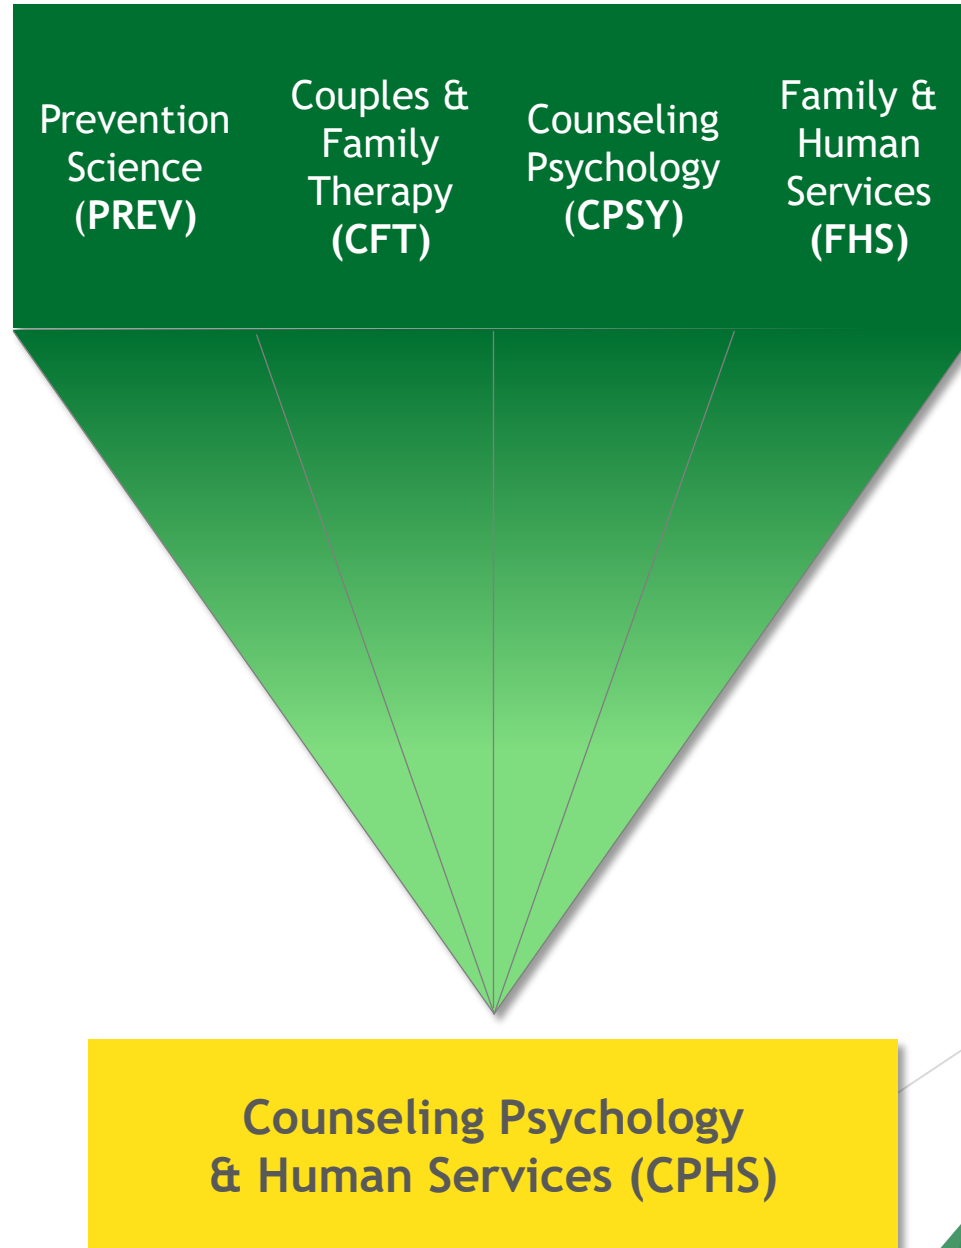 Prevention
Science
(PREV)
Couples &
Family
Therapy
(CFT)
Counseling
Psychology
(CPSY)
Family &
Human
Services
(FHS)
Counseling Psychology
& Human Services (CPHS)